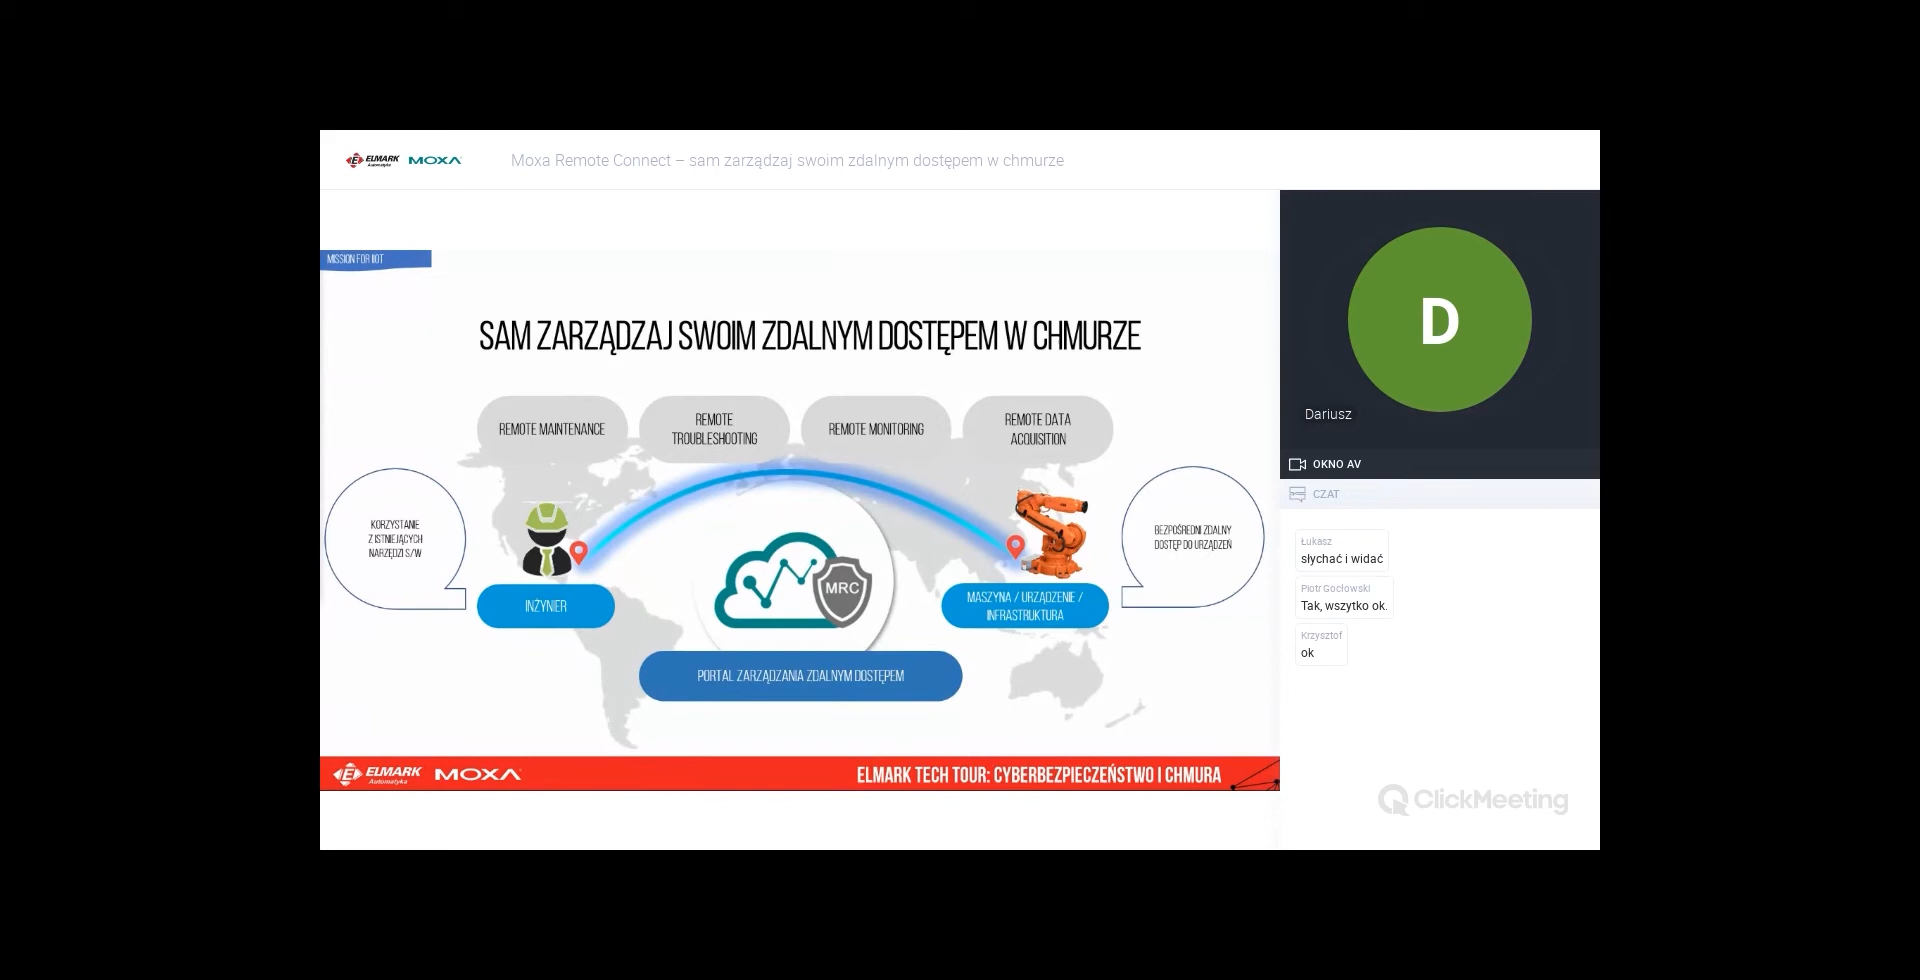 ELMARK
Automatyka
MOXA
Moxa Remote Connect – sam zarządzaj swoim zdalnym dostępem w chmurze
MISSION FOR IIOT
SAM ZARZĄDZAJ SWOIM ZDALNYM DOSTĘPEM W CHMURZE
REMOTE MAINTENANCE
REMOTE
TROUBLESHOOTING
REMOTE MONITORING
REMOTE DATA
ACQUISITION
KORZYSTANIE
Z ISTNIEJĄCYCH
NARZĘDZI S/W
BEZPOŚREDNI ZDALNY
DOSTĘP DO URZĄDZEŃ
MRC
INŻYNIER
MASZYNA / URZĄDZENIE /
INFRASTRUKTURA
PORTAL ZARZĄDZANIA ZDALNYM DOSTĘPEM
ELMARK
Automatyka
MOXA
ELMARK TECH TOUR: CYBERBEZPIECZEŃSTWO I CHMURA
D
Dariusz
OKNO AV
CZAT
Łukasz
słychać i widać
Piotr Gocłowski
Tak, wszytko ok.
Krzysztof
ok
ClickMeeting